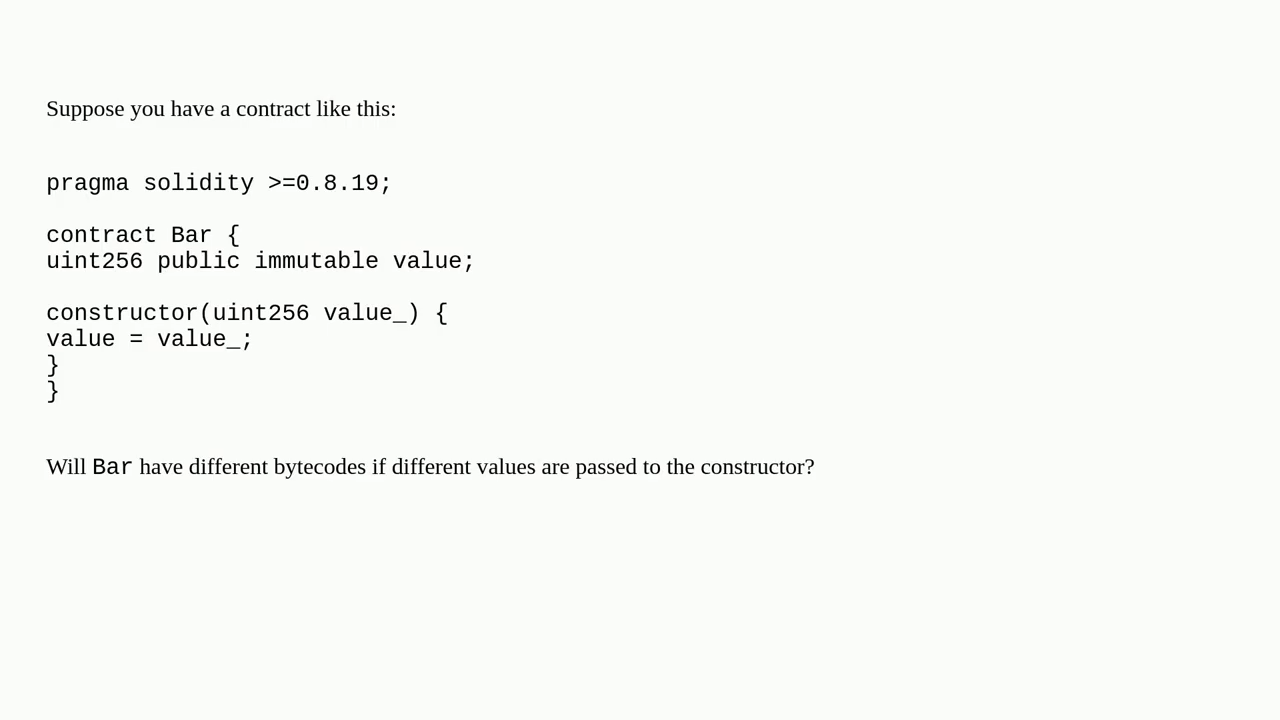 Suppose you have a contract like this:
pragma solidity >=0.8.19;
contract Bar {
uint256 public immutable value;
constructor(uint256 value_) {
value = value_;
}
}
Will Bar have different bytecodes if different values are passed to the constructor?